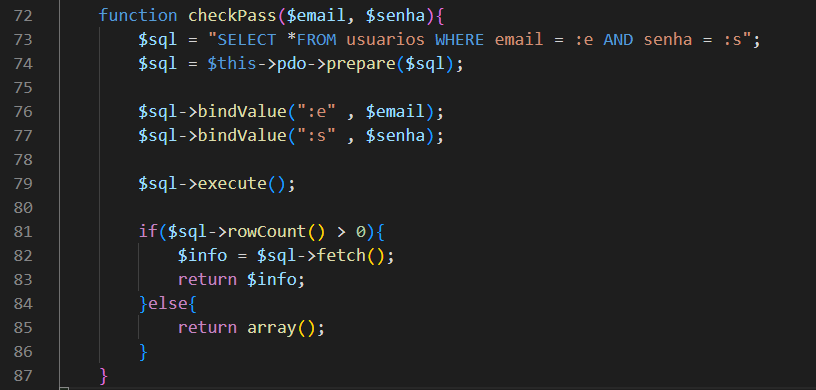 72 function checkPass($email, $senha){
73 $sql = "SELECT *FROM usuarios WHERE email = :e AND senha = :s";
74 $sql = $this->pdo->prepare($sql);
75
76 $sql->bindValue(":e" , $email);
77 $sql->bindValue(":s" , $senha);
78
79 $sql->execute();
80
81 if($sql->rowCount() > 0){
82 $info = $sql->fetch();
83 return $info;
84 }else{
85 return array();
86 }
87 }